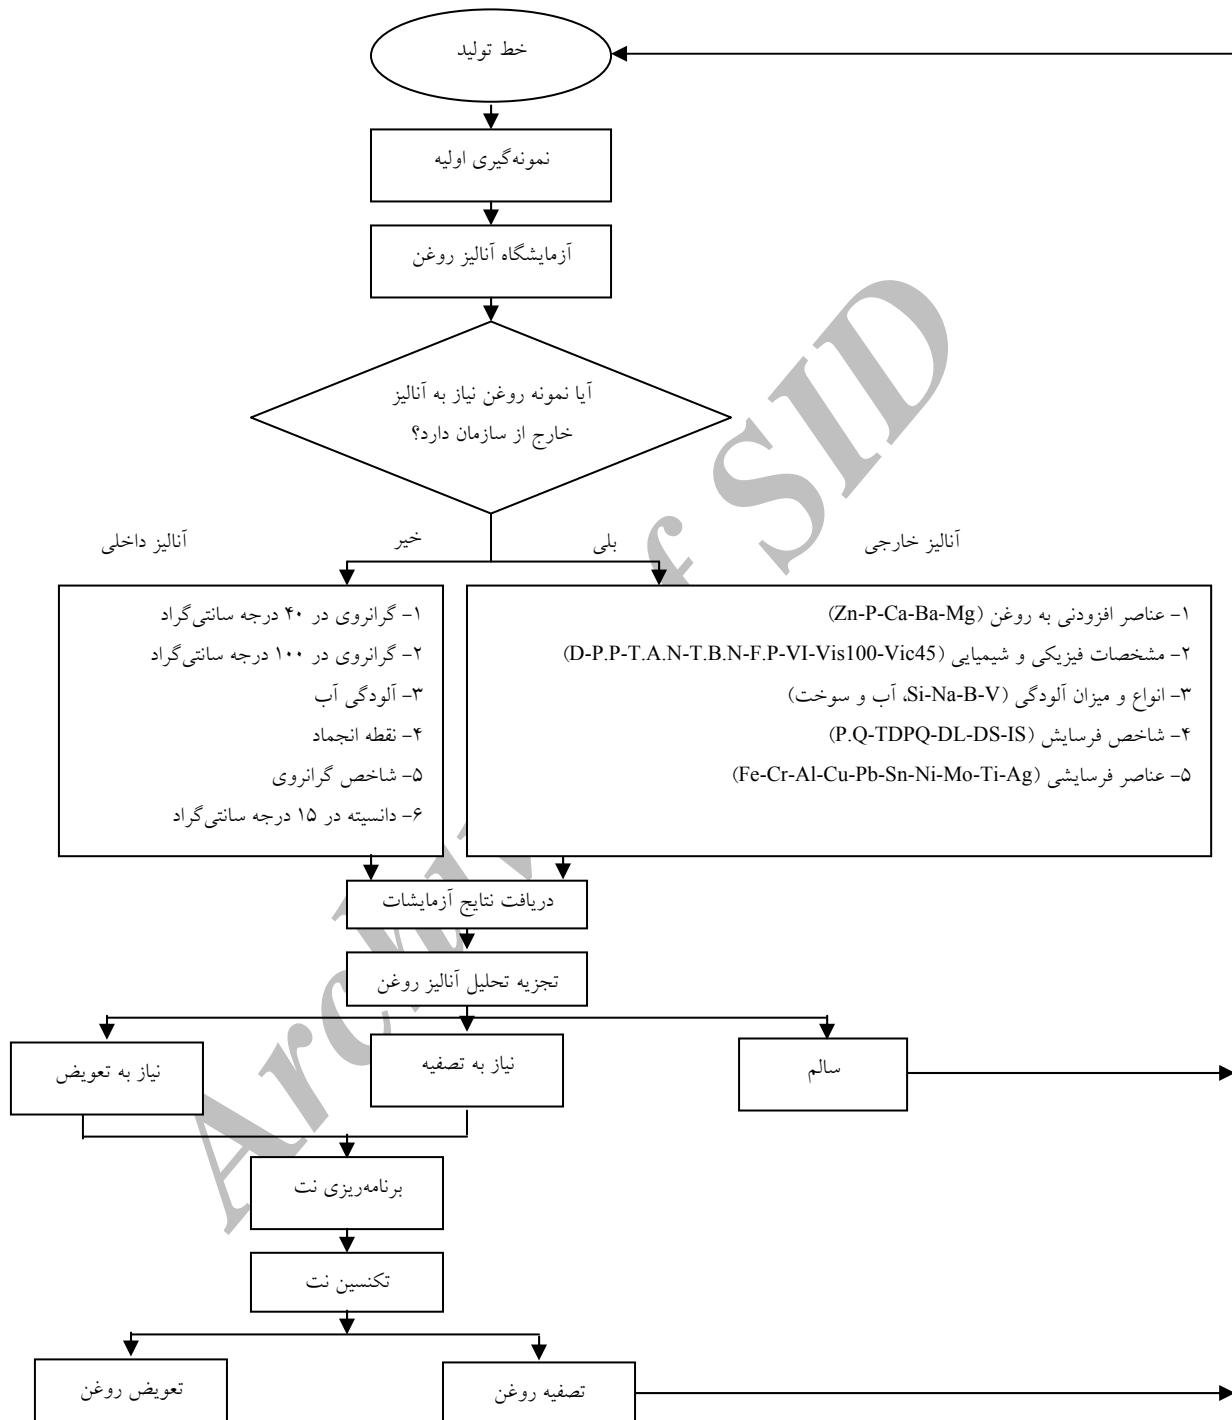 خط تولید
نمونه‌گیری اولیه
آزمایشگاه آنالیز روغن
آیا نمونه روغن نیاز به آنالیز
خارج از سازمان دارد؟
آنالیز خارجی
بلی
خیر
آنالیز داخلی
۱- عناصر افزودنی به روغن (Zn-P-Ca-Ba-Mg)
۲- مشخصات فیزیکی و شیمیایی (D-P.P-T.A.N-T.B.N-F.P-VI-Vis100-Vic45)
۳- انواع و میزان آلودگی (Si-Na-B-V، آب و سوخت)
۴- شاخص فرسایش (P.Q-TDPQ-DL-DS-IS)
۵- عناصر فرسایشی (Fe-Cr-Al-Cu-Pb-Sn-Ni-Mo-Ti-Ag)
۱- گرانروی در ۴۰ درجه سانتی‌گراد
۲- گرانروی در ۱۰۰ درجه سانتی‌گراد
۳- آلودگی آب
۴- نقطه انجماد
۵- شاخص گرانروی
۶- دانسیته در ۱۵ درجه سانتی‌گراد
دریافت نتایج آزمایشات
تجزیه تحلیل آنالیز روغن
سالم
نیاز به تصفیه
نیاز به تعویض
برنامه‌ریزی نت
تکنسین نت
تصفیه روغن
تعویض روغن
Archive of SID